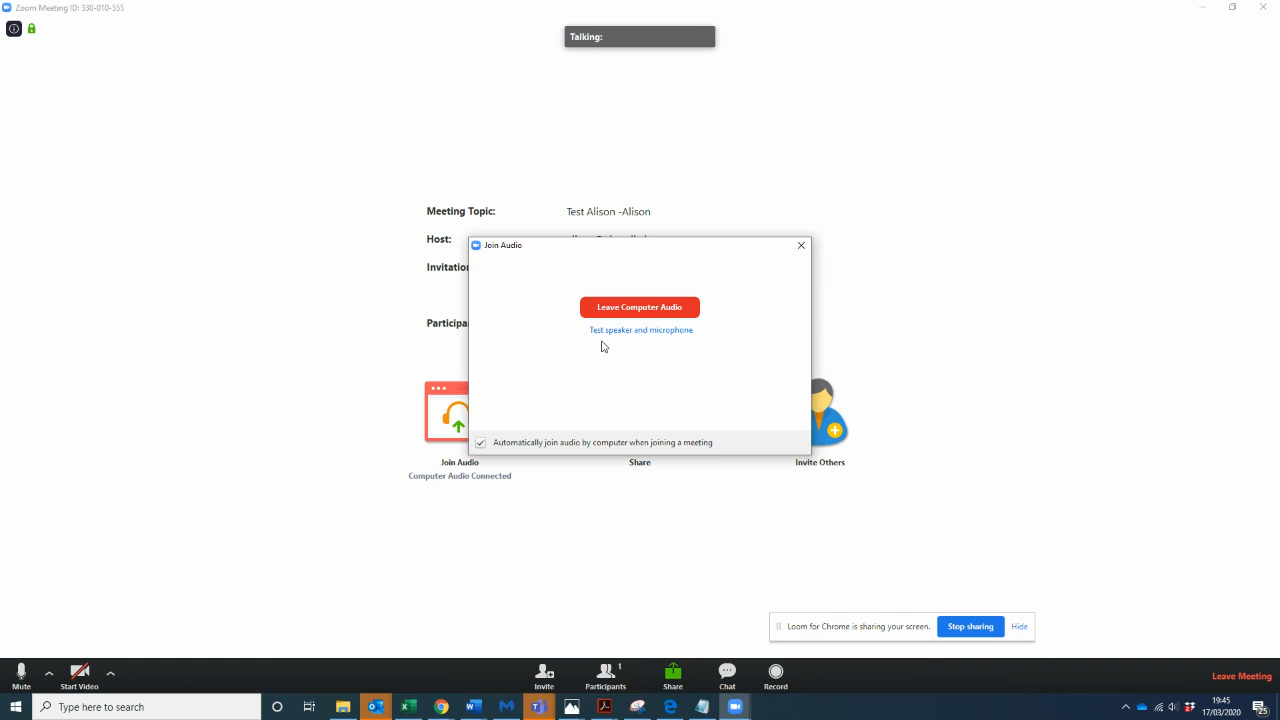 Zoom Meeting ID: 330-010-555
Talking:
Meeting Topic: Test Alison -Alison
Host:
Join Audio
Invitation
Leave Computer Audio
Test speaker and microphone
Participa
Automatically join audio by computer when joining a meeting
Join Audio Share Invite Others
Computer Audio Connected
Loom for Chrome is sharing your screen. Stop sharing Hide
Mute Start Video Invite Participants 1 Share Chat Record Leave Meeting
Type here to search
19:45
17/03/2020
25